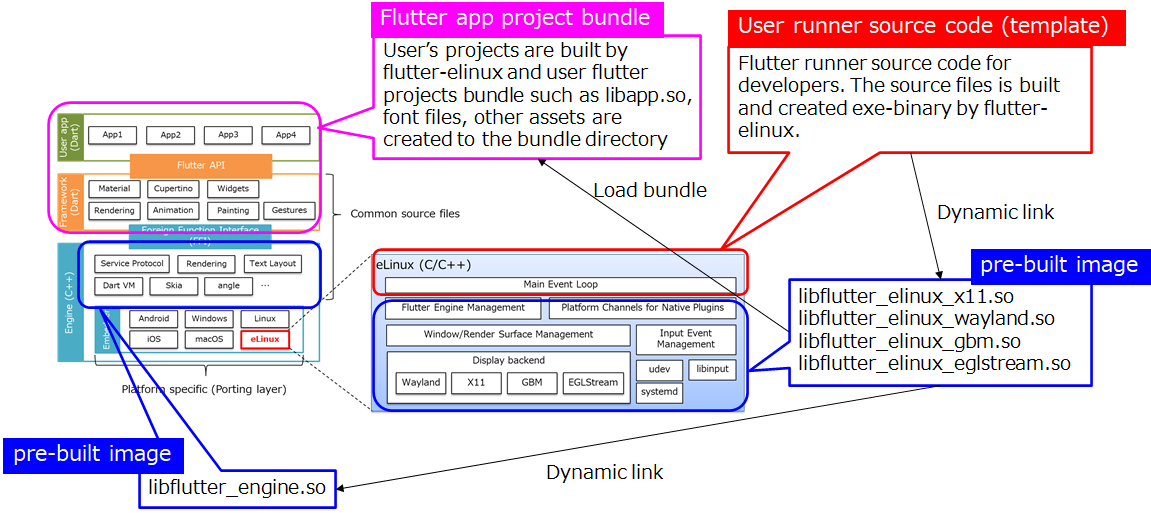 Flutter app project bundle
User's projects are built by
flutter-elinux and user flutter
projects bundle such as libapp.so,
font files, other assets are
created to the bundle directory
User runner source code (template)
Flutter runner source code for
developers. The source files is built
and created exe-binary by flutter-
elinux.
User app
(Dart)
App1
App2
App3
App4
Flutter API
Framework
(Dart)
Material
Cupertino
Widgets
Rendering
Animation
Painting
Gestures
Common source files
Foreign Function Interface
(FFI)
Engine (C++)
Service Protocol
Rendering
Text Layout
Dart VM
Skia
angle
...
Android
Windows
Linux
iOS
macOS
eLinux
Platform specific (Porting layer)
Load bundle
Dynamic link
eLinux (C/C++)
Main Event Loop
Flutter Engine Management
Platform Channels for Native Plugins
Window/Render Surface Management
Input Event
Management
Display backend
Wayland
X11
GBM
EGLStream
udev
libinput
systemd
pre-built image
libflutter_elinux_x11.so
libflutter_elinux_wayland.so
libflutter_elinux_gbm.so
libflutter_elinux_eglstream.so
pre-built image
libflutter_engine.so
Dynamic link